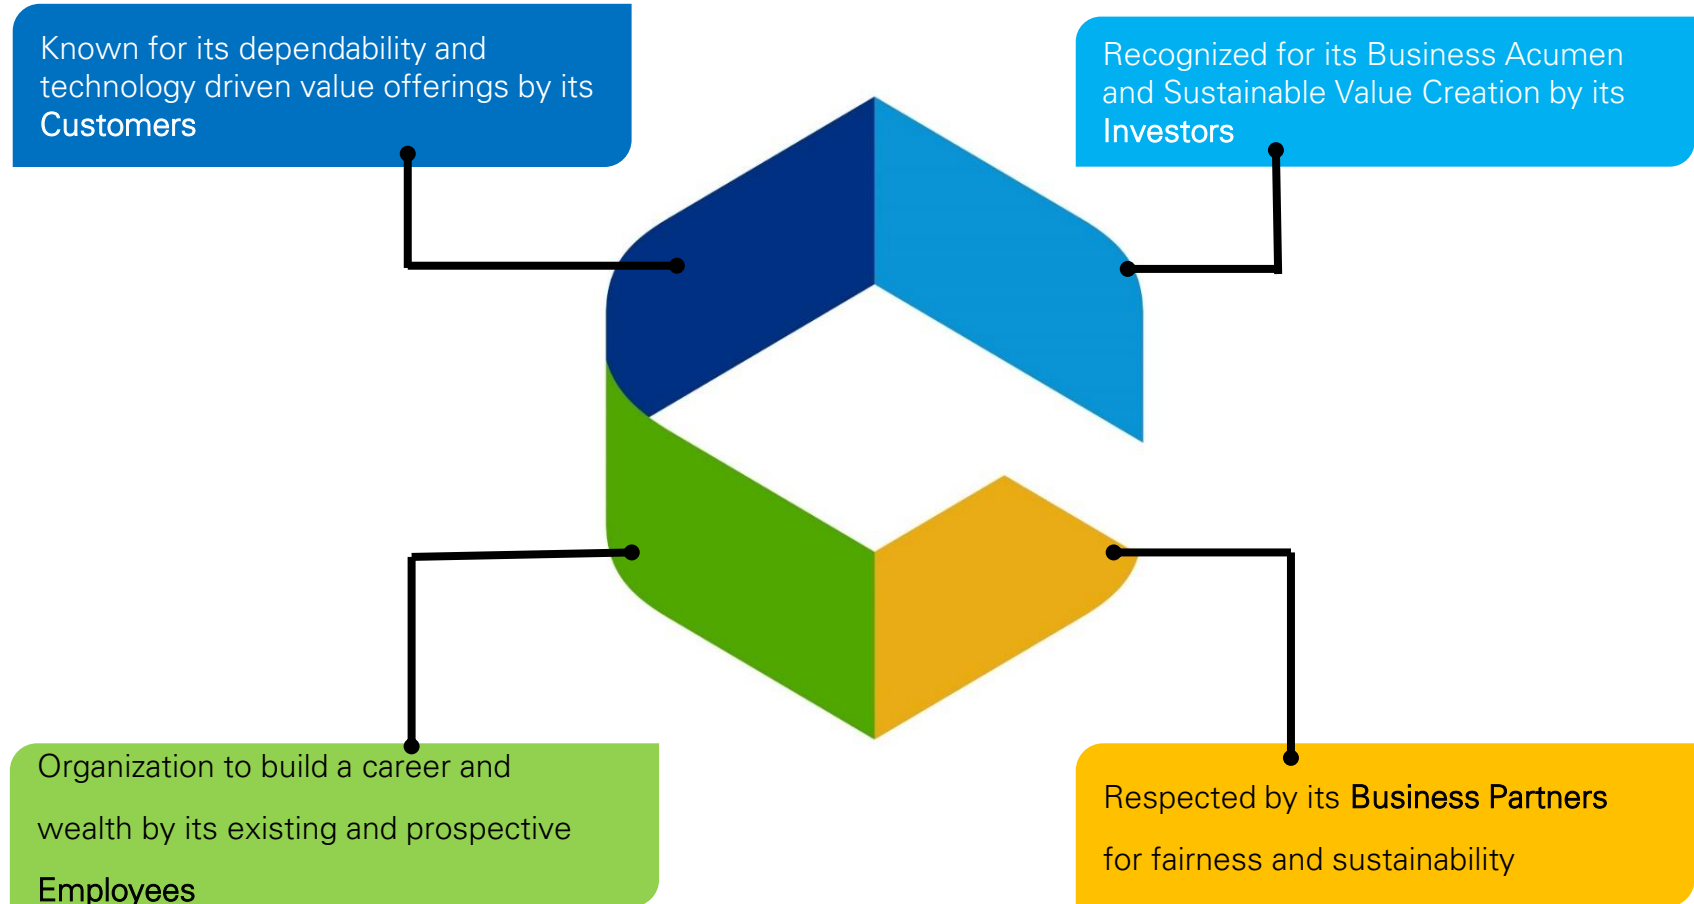 Known for its dependability and
technology driven value offerings by its
Customers
Recognized for its Business Acumen
and Sustainable Value Creation by its
Investors
Organization to build a career and
wealth by its existing and prospective
Employees
Respected by its Business Partners
for fairness and sustainability